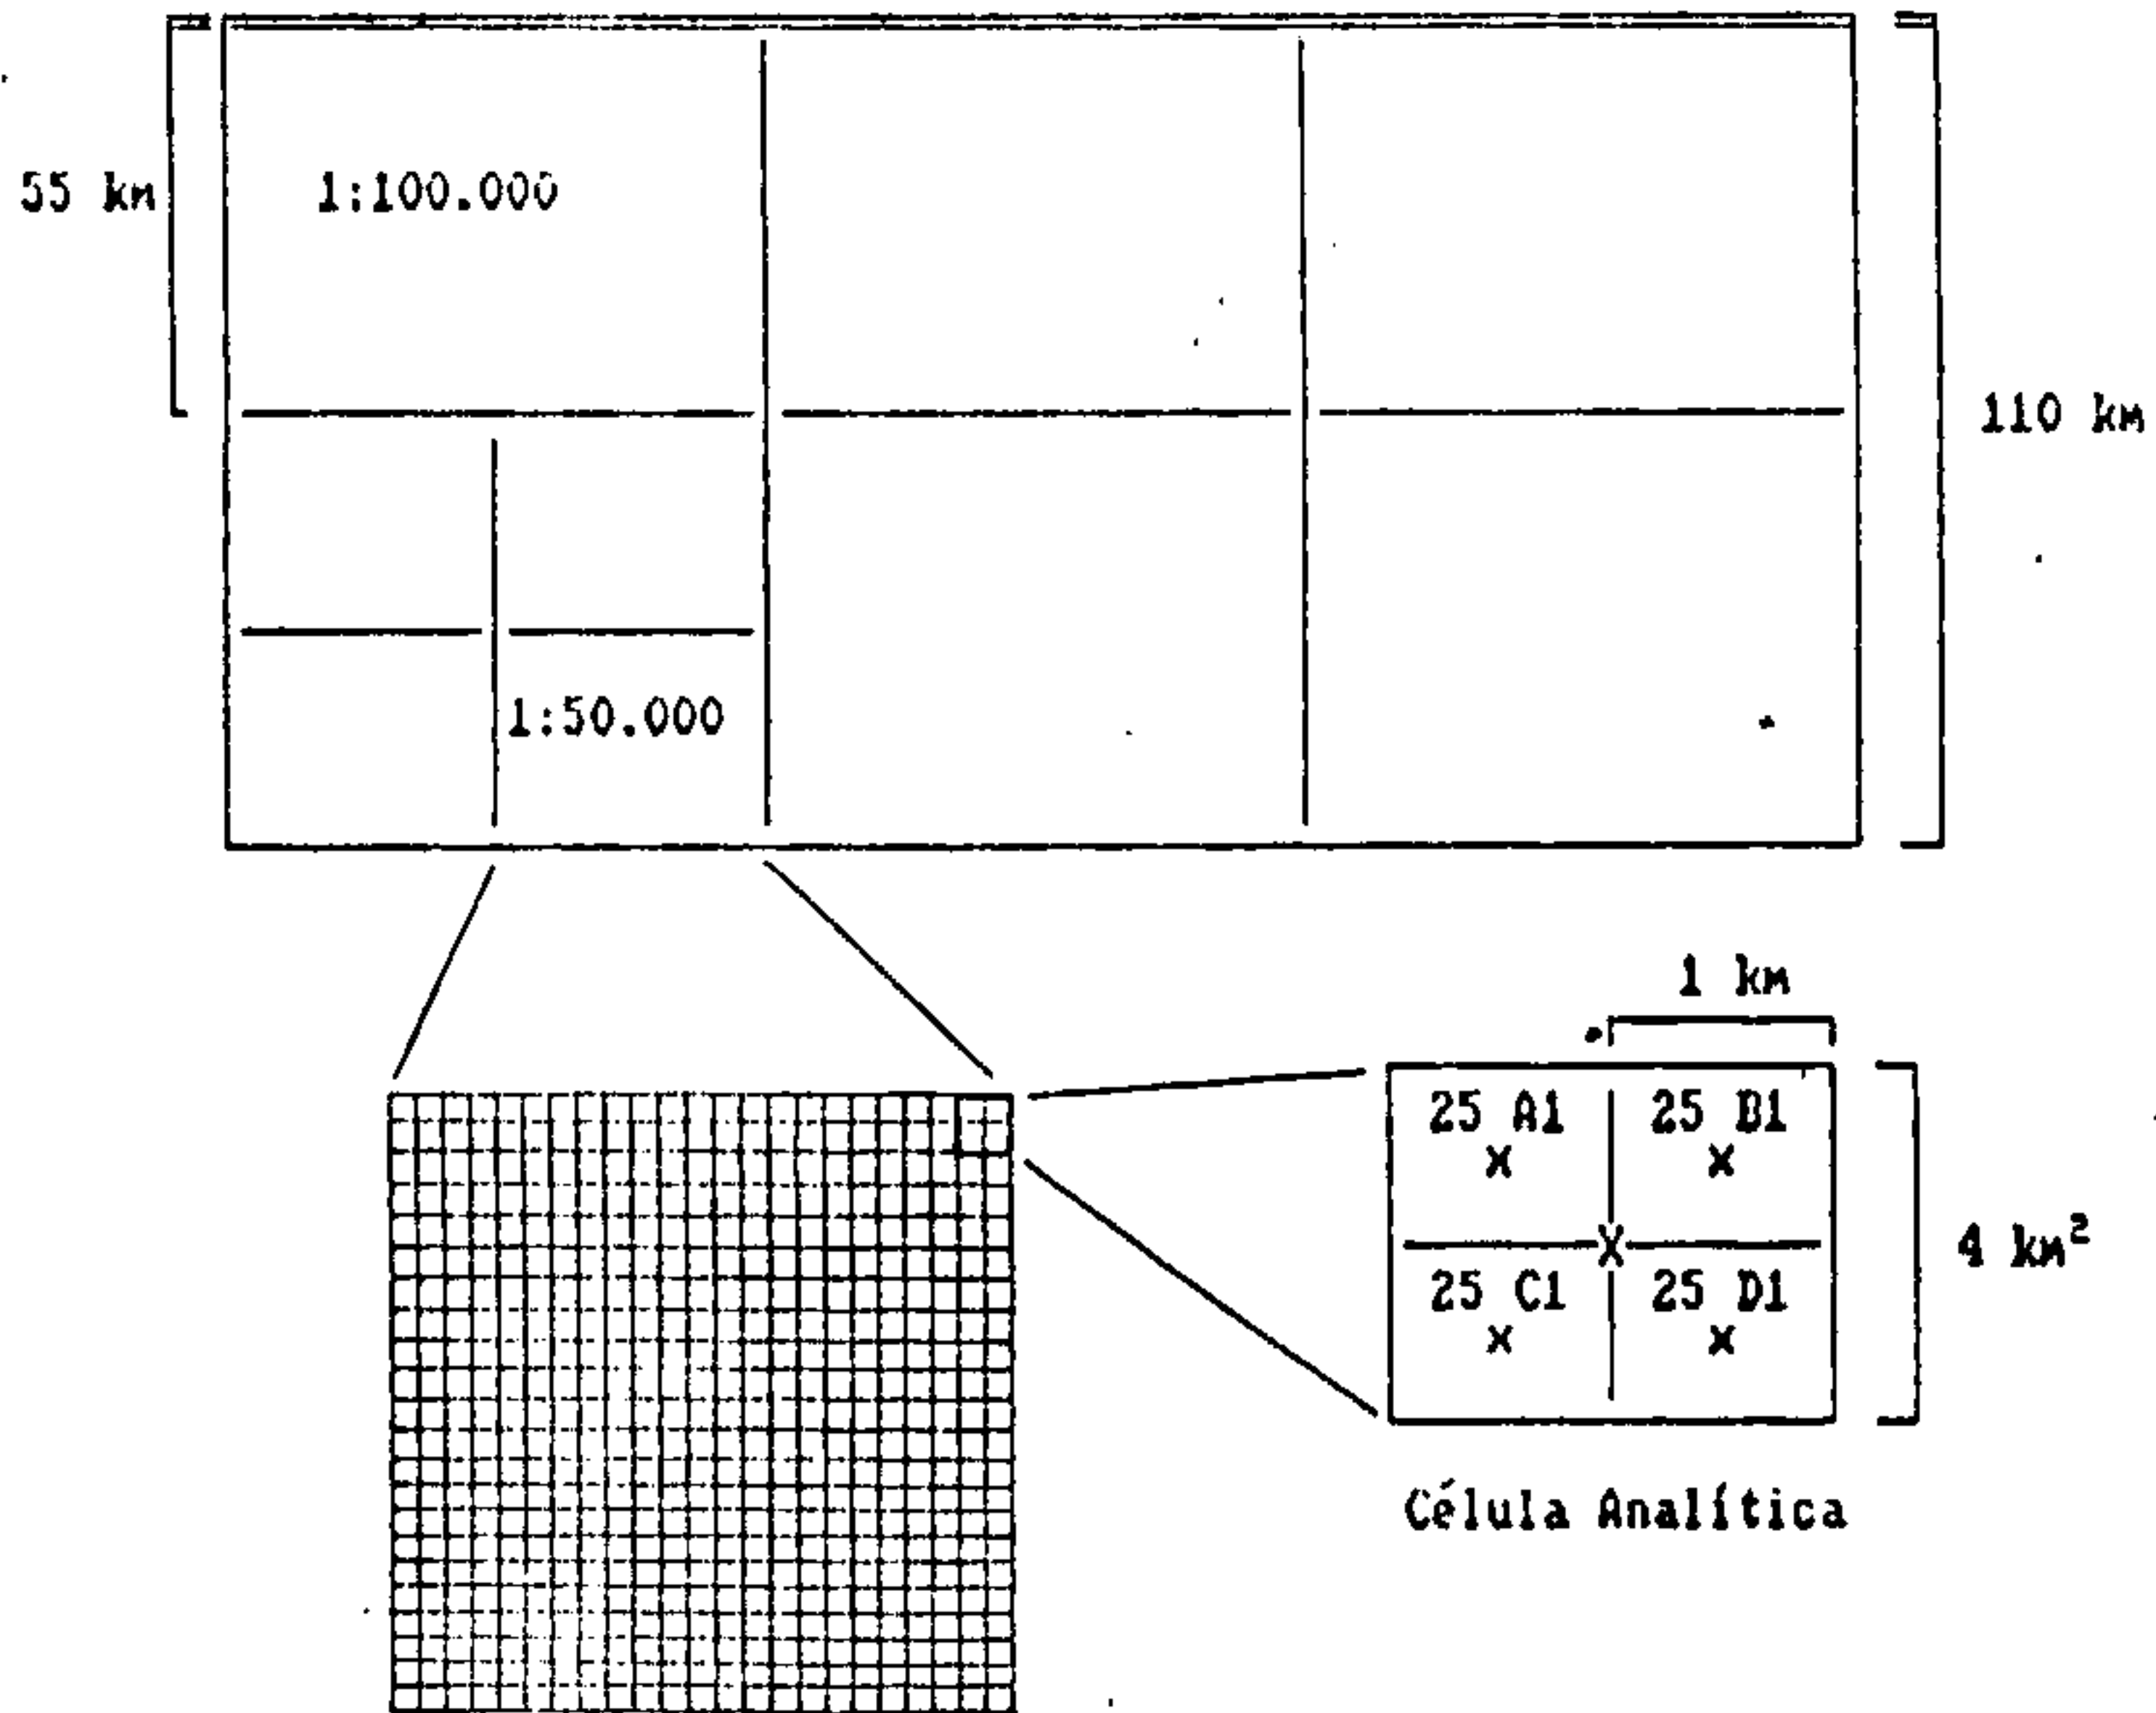 55 km
1:100.000
110 km
1:50.000
1 km
25 A1
25 B1
x
x
X
4 km²
25 C1
25 D1
x
x
Célula Analítica